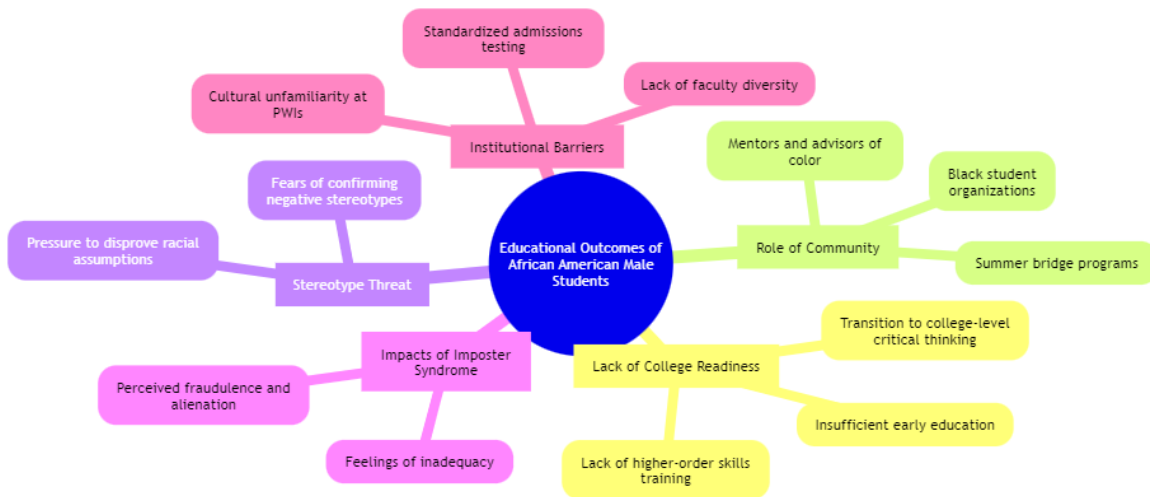 Standardized admissions
testing
Cultural unfamiliarity at
PWIs
Lack of faculty diversity
Institutional Barriers
Mentors and advisors of
color
Black student
organizations
Role of Community
Summer bridge programs
Fears of confirming
negative stereotypes
Pressure to disprove racial
assumptions
Stereotype Threat
Educational Outcomes of
African American Male
Students
Transition to college-level
critical thinking
Lack of College Readiness
Insufficient early education
Lack of higher-order skills
training
Impacts of Imposter
Syndrome
Perceived fraudulence and
alienation
Feelings of inadequacy